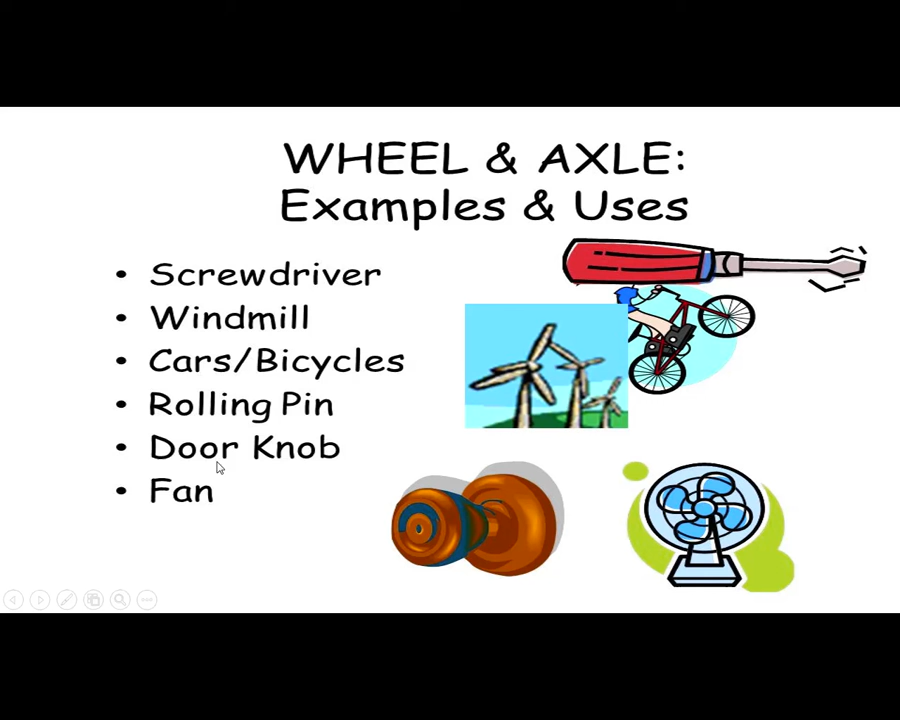 WHEEL & AXLE:
Examples & Uses
• Screwdriver
• Windmill
• Cars/Bicycles
• Rolling Pin
• Door Knob
• Fan